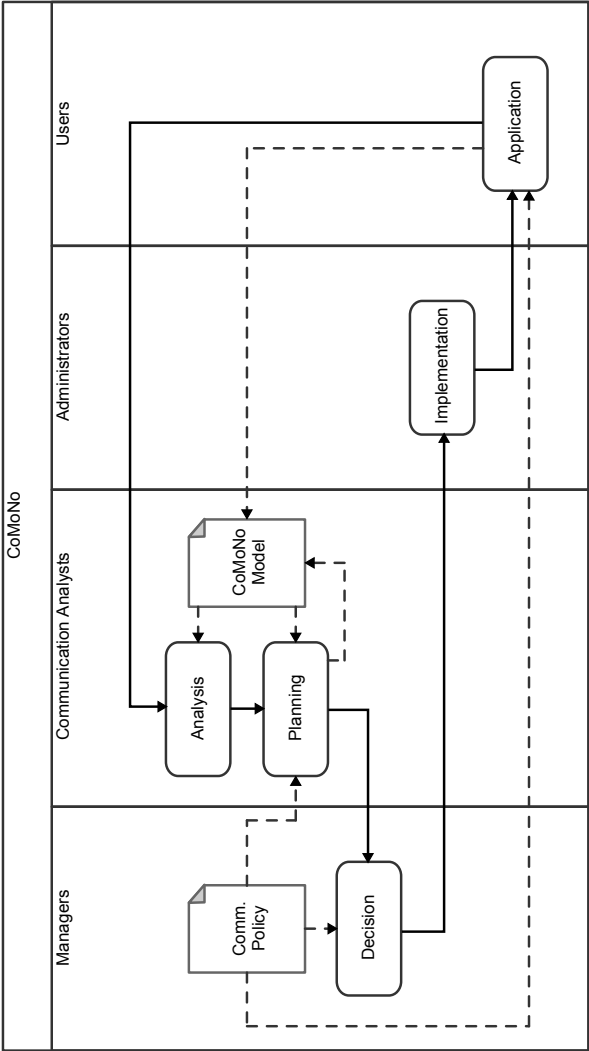 CoMoNo
Managers
Communication Analysts
Administrators
Users
Analysis
Comm.
Policy
CoMoNo
Model
Planning
Decision
Implementation
Application